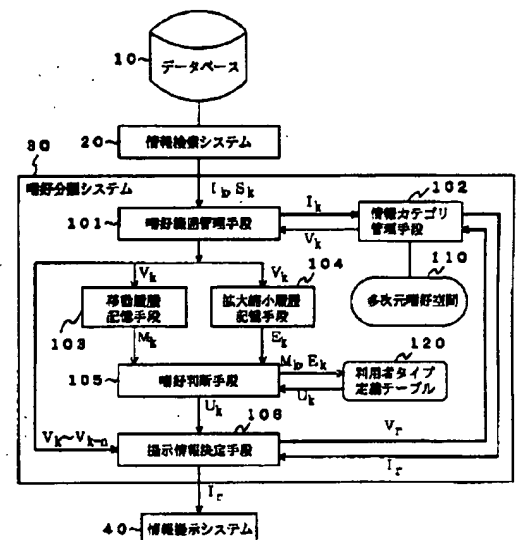 10
データベース
20
情報検索システム
30
嗜好分類システム
I_k, S_k
101
嗜好範囲管理手段
I_k
V_k
102
情報カテゴリ
管理手段
110
多次元嗜好空間
V_k
V_k
103
移動履歴
記憶手段
104
拡大縮小履歴
記憶手段
M_k
E_k
105
嗜好判断手段
M_k, E_k
U_k
120
利用者タイプ
定義テーブル
U_k
106
V_k~V_k-n
提示情報決定手段
V_r
I_r
I_r
40
情報提示システム